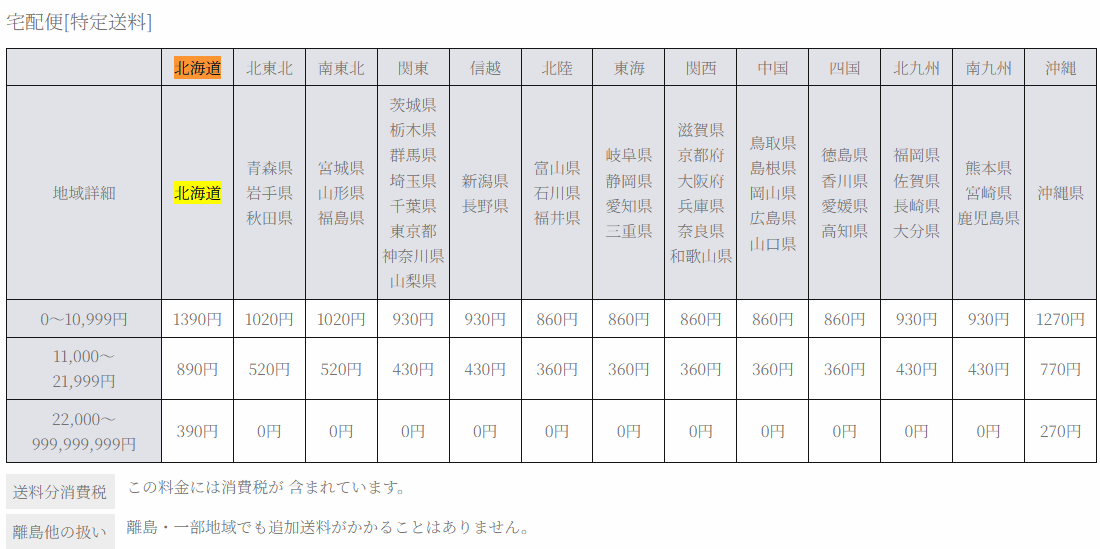 宅配便[特定送料]
北海道 北東北 南東北 関東 信越 北陸 東海 関西 中国 四国 北九州 南九州 沖縄
地域詳細
北海道
青森県
岩手県
秋田県
宮城県
山形県
福島県
茨城県
栃木県
群馬県
埼玉県
千葉県
東京都
神奈川県
山梨県
新潟県
長野県
富山県
石川県
福井県
岐阜県
静岡県
愛知県
三重県
滋賀県
京都府
大阪府
兵庫県
奈良県
和歌山県
鳥取県
島根県
岡山県
広島県
山口県
徳島県
香川県
愛媛県
高知県
福岡県
佐賀県
長崎県
大分県
熊本県
宮崎県
鹿児島県
沖縄県
0〜10,999円 1390円 1020円 1020円 930円 930円 860円 860円 860円 860円 860円 930円 930円 1270円
11,000〜
21,999円
890円 520円 520円 430円 430円 360円 360円 360円 360円 360円 430円 430円 770円
22,000〜
999,999,999円
390円 0円 0円 0円 0円 0円 0円 0円 0円 0円 0円 0円 270円
送料分消費税 この料金には消費税が 含まれています。
離島他の扱い 離島・一部地域でも追加送料がかかることはありません。